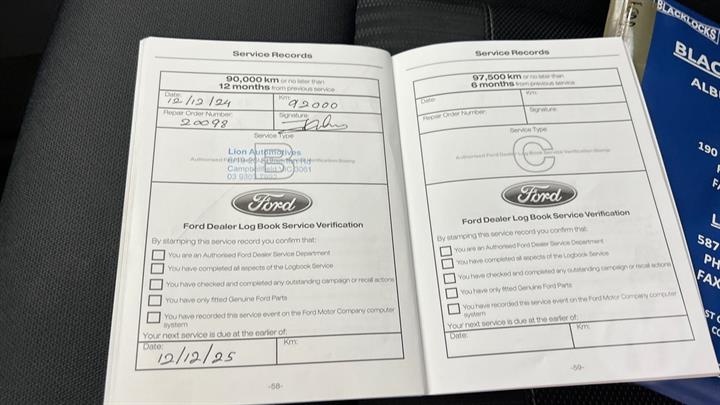 Service Records
90,000 km or no later than
12 months from previous service
Date: Km:
12/12/24 92000
Repair Order Number: Signature:
20098
Service Type
B
Lion Automotives
Campbellfield VIC 3061
Ford
Ford Dealer Log Book Service Verification
By stamping this service record you confirm that:
You are an Authorised Ford Dealer Service Department
You have completed all aspects of the Logbook Service
You have checked and completed any outstanding campaign or recall actions
You have only fitted Genuine Ford Parts
You have recorded this service event on the Ford Motor Company computer
system
Your next service is due at the earlier of:
Date: Km:
12/12/25
-58-
Service Records
97,500 km or no later than
6 months from previous service
Date: Km:
Repair Order Number: Signature:
Service Type
C
Authorised Ford Dealer Log Book Service Verification Stamp
Ford
Ford Dealer Log Book Service Verification
By stamping this service record you confirm that:
You are an Authorised Ford Dealer Service Department
You have completed all aspects of the Logbook Service
You have checked and completed any outstanding campaign or recall actions
You have only fitted Genuine Ford Parts
You have recorded this service event on the Ford Motor Company computer
system
Your next service is due at the earlier of:
Date: Km:
-59-
BLACKLOCKS
BLAC
ALB
190
587
PH
FAX